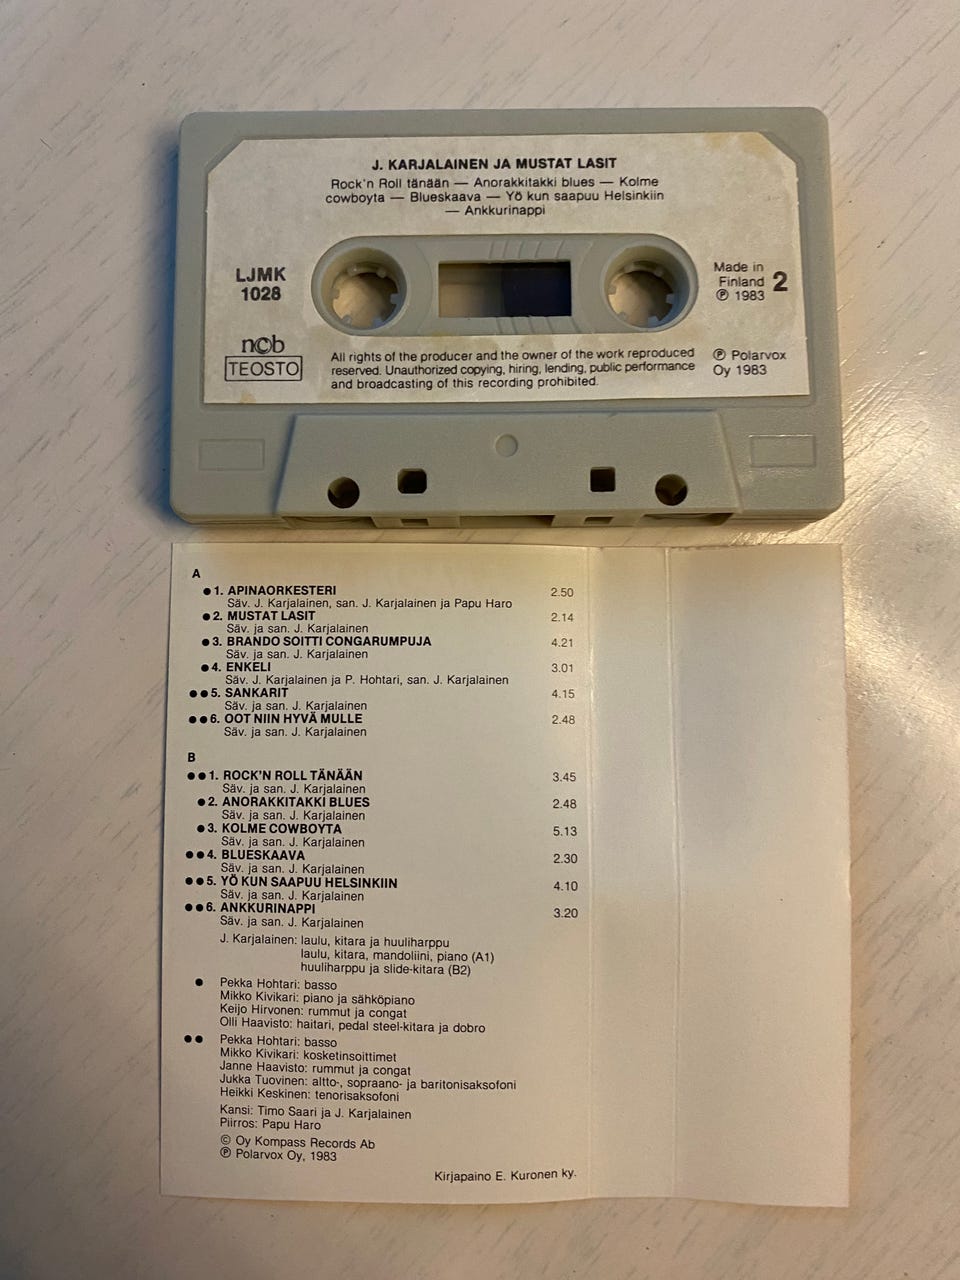 J. KARJALAINEN JA MUSTAT LASIT
Rock'n Roll tänään — Anorakkitakki blues — Kolme
cowboyta — Blueskaava — Yö kun saapuu Helsinkiin
— Ankkurinappi
LJMK
1028
Made in
Finland 2
℗ 1983
ncb
TEOSTO
All rights of the producer and the owner of the work reproduced
reserved. Unauthorized copying, hiring, lending, public performance
and broadcasting of this recording prohibited.
℗ Polarvox
Oy 1983
A
●1. APINAORKESTERI 2.50
Säv. J. Karjalainen, san. J. Karjalainen ja Papu Haro
●2. MUSTAT LASIT 2.14
Säv. ja san. J. Karjalainen
●3. BRANDO SOITTI CONGARUMPUJA 4.21
Säv. ja san. J. Karjalainen
●4. ENKELI 3.01
Säv. J. Karjalainen ja P. Hohtari, san. J. Karjalainen
●●5. SANKARIT 4.15
Säv. ja san. J. Karjalainen
●●6. OOT NIIN HYVÄ MULLE 2.48
Säv. ja san. J. Karjalainen
B
●●1. ROCK'N ROLL TÄNÄÄN 3.45
Säv. ja san. J. Karjalainen
●2. ANORAKKITAKKI BLUES 2.48
Säv. ja san. J. Karjalainen
●3. KOLME COWBOYTA 5.13
Säv. ja san. J. Karjalainen
●●4. BLUESKAAVA 2.30
Säv. ja san. J. Karjalainen
●●5. YÖ KUN SAAPUU HELSINKIIN 4.10
Säv. ja san. J. Karjalainen
●●6. ANKKURINAPPI 3.20
Säv. ja san. J. Karjalainen
J. Karjalainen: laulu, kitara ja huuliharppu
laulu, kitara, mandoliini, piano (A1)
huuliharppu ja slide-kitara (B2)
● Pekka Hohtari: basso
Mikko Kivikari: piano ja sähköpiano
Keijo Hirvonen: rummut ja congat
Olli Haavisto: haitari, pedal steel-kitara ja dobro
●● Pekka Hohtari: basso
Mikko Kivikari: kosketinsoittimet
Janne Haavisto: rummut ja congat
Jukka Tuovinen: altto-, sopraano- ja baritonisaksofoni
Heikki Keskinen: tenorisaksofoni
Kansi: Timo Saari ja J. Karjalainen
Piirros: Papu Haro
© Oy Kompass Records Ab
℗ Polarvox Oy, 1983
Kirjapaino E. Kuronen ky.